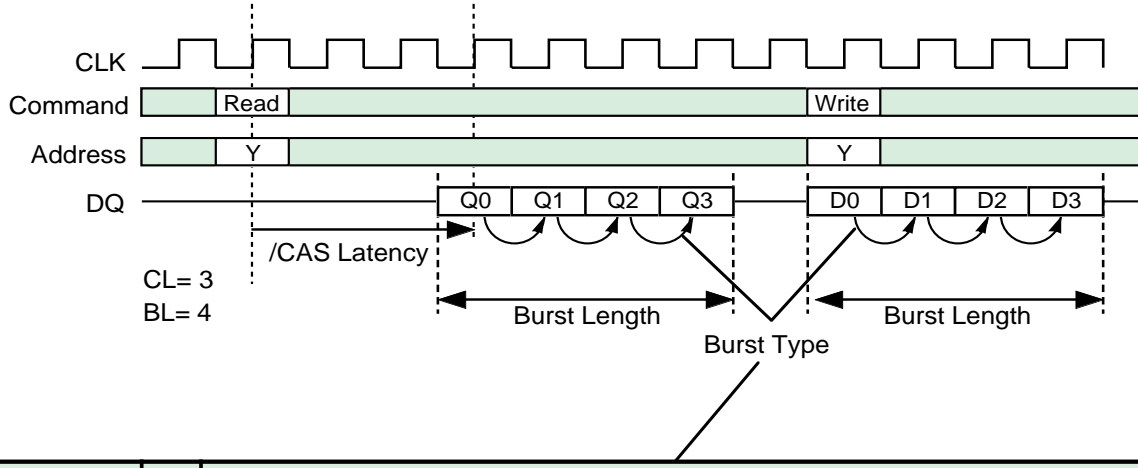 CLK
Command Read Write
Address Y Y
DQ Q0 Q1 Q2 Q3 D0 D1 D2 D3
/CAS Latency
CL= 3
BL= 4
Burst Length Burst Length
Burst Type